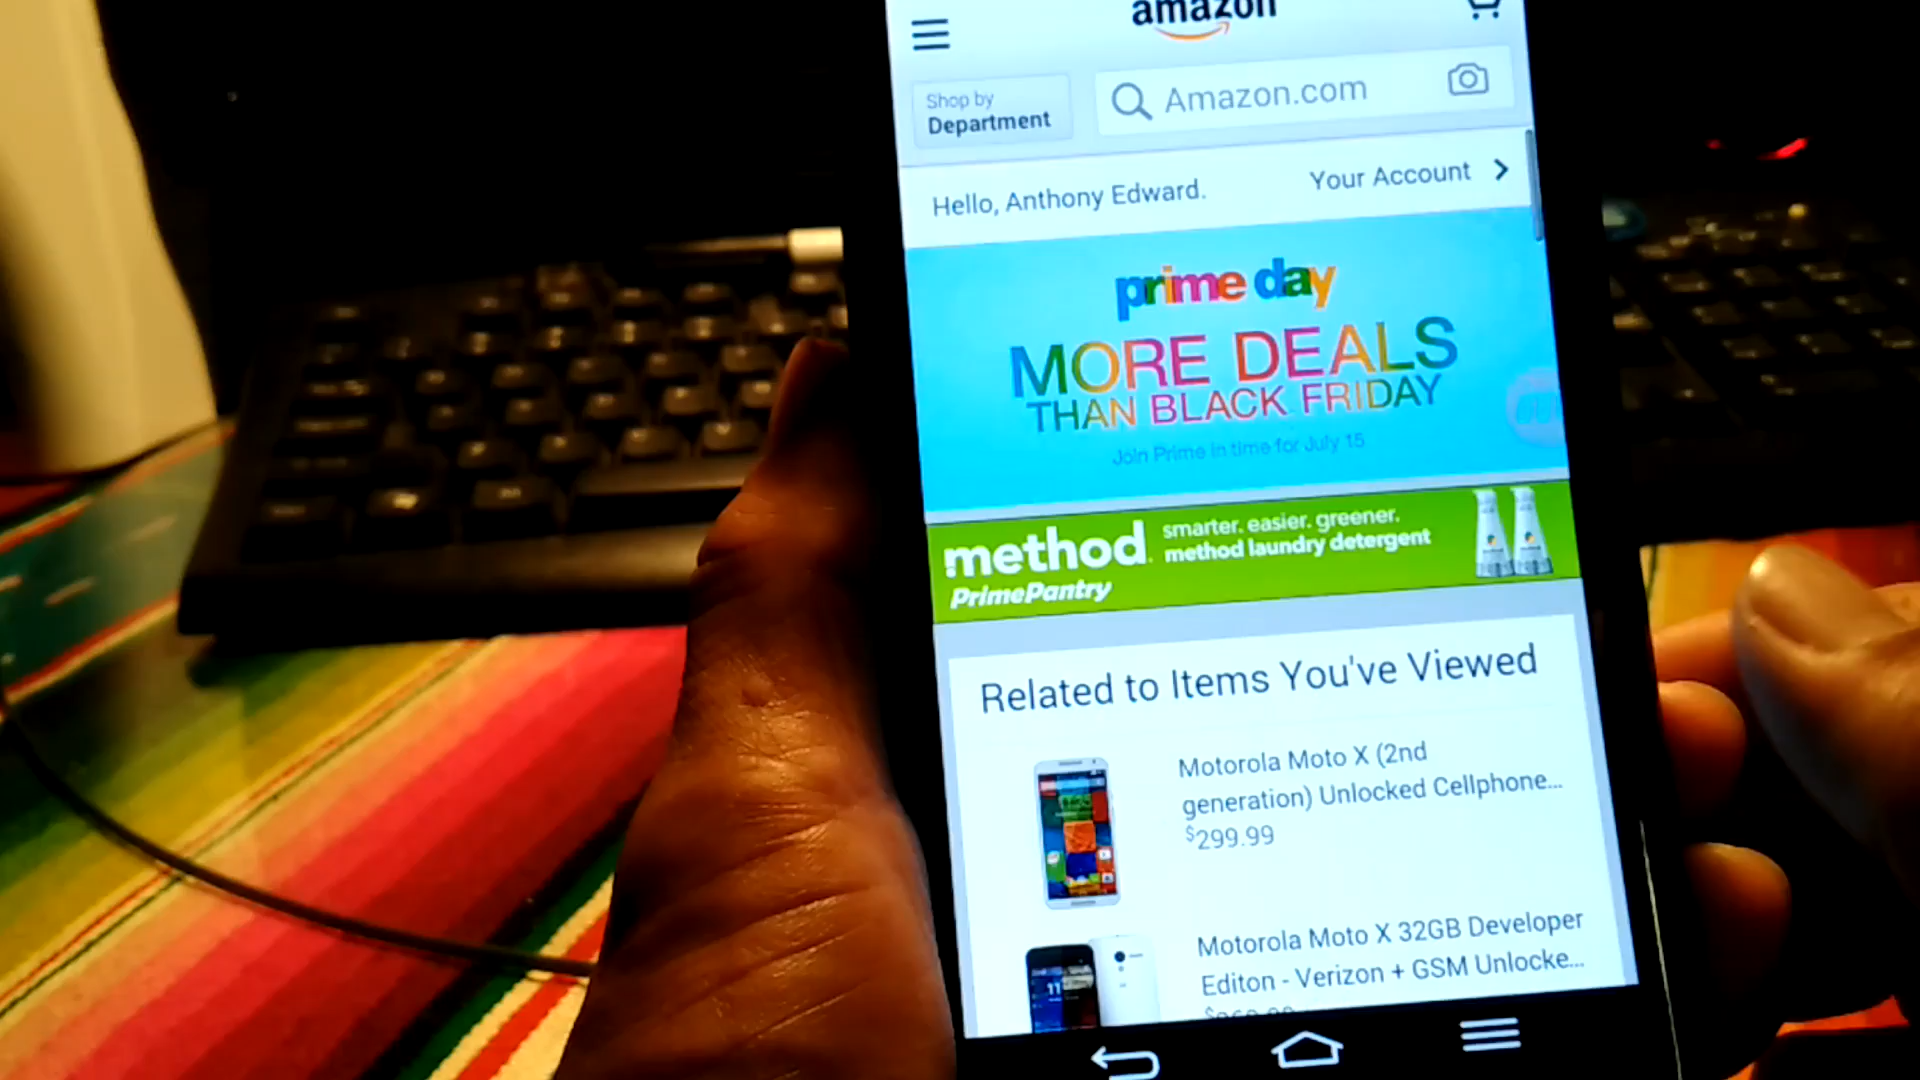 amazon
Shop by
Department
Amazon.com
Hello, Anthony Edward.
Your Account
prime day
MORE DEALS
THAN BLACK FRIDAY
Join Prime in time for July 15
method
smarter. easier. greener.
method laundry detergent
PrimePantry
Related to Items You've Viewed
Motorola Moto X (2nd
generation) Unlocked Cellphone...
$299.99
Motorola Moto X 32GB Developer
Editon - Verizon + GSM Unlocke...